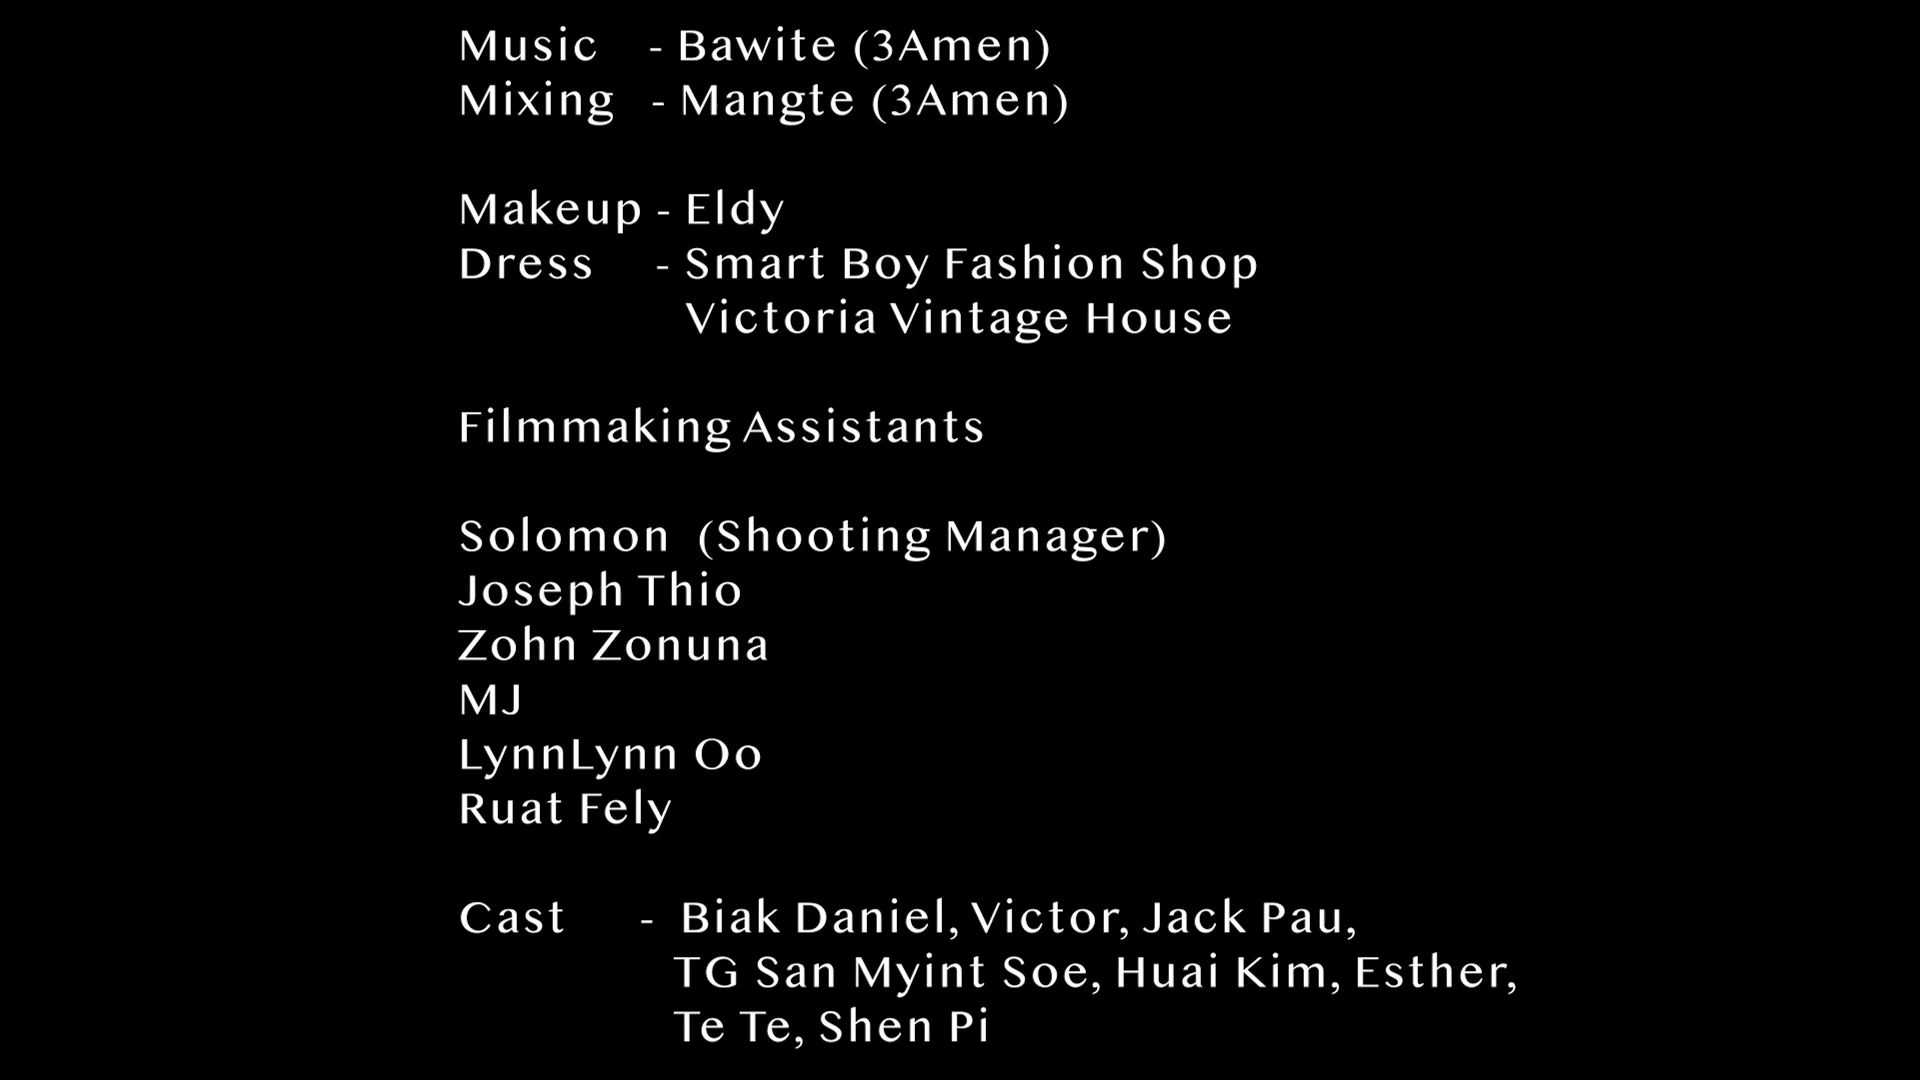 Music - Bawite (3Amen)
Mixing - Mangte (3Amen)
Makeup - Eldy
Dress - Smart Boy Fashion Shop
Victoria Vintage House
Filmmaking Assistants
Solomon (Shooting Manager)
Joseph Thio
Zohn Zonuna
MJ
LynnLynn Oo
Ruat Fely
Cast - Biak Daniel, Victor, Jack Pau,
TG San Myint Soe, Huai Kim, Esther,
Te Te, Shen Pi